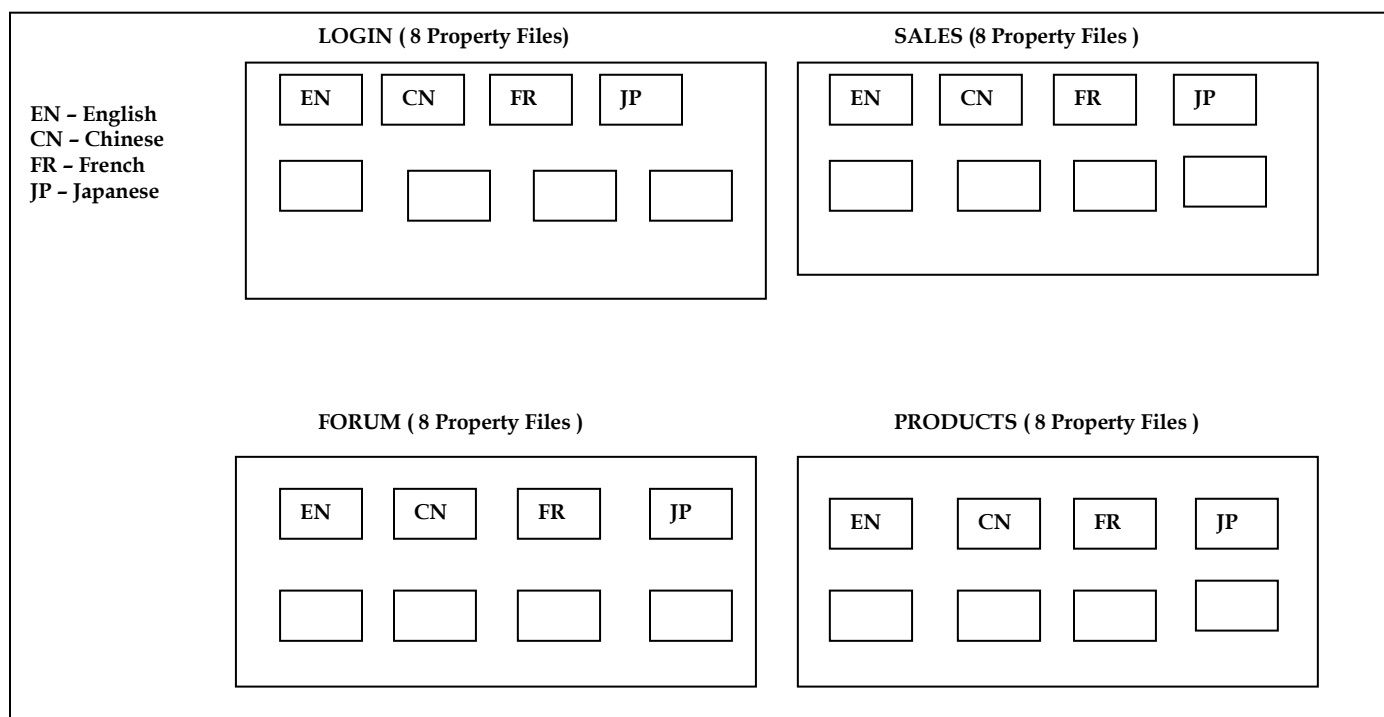 LOGIN ( 8 Property Files)
SALES (8 Property Files )
EN – English
CN – Chinese
FR – French
JP – Japanese
EN CN FR JP
EN CN FR JP
FORUM ( 8 Property Files )
PRODUCTS ( 8 Property Files )
EN CN FR JP
EN CN FR JP